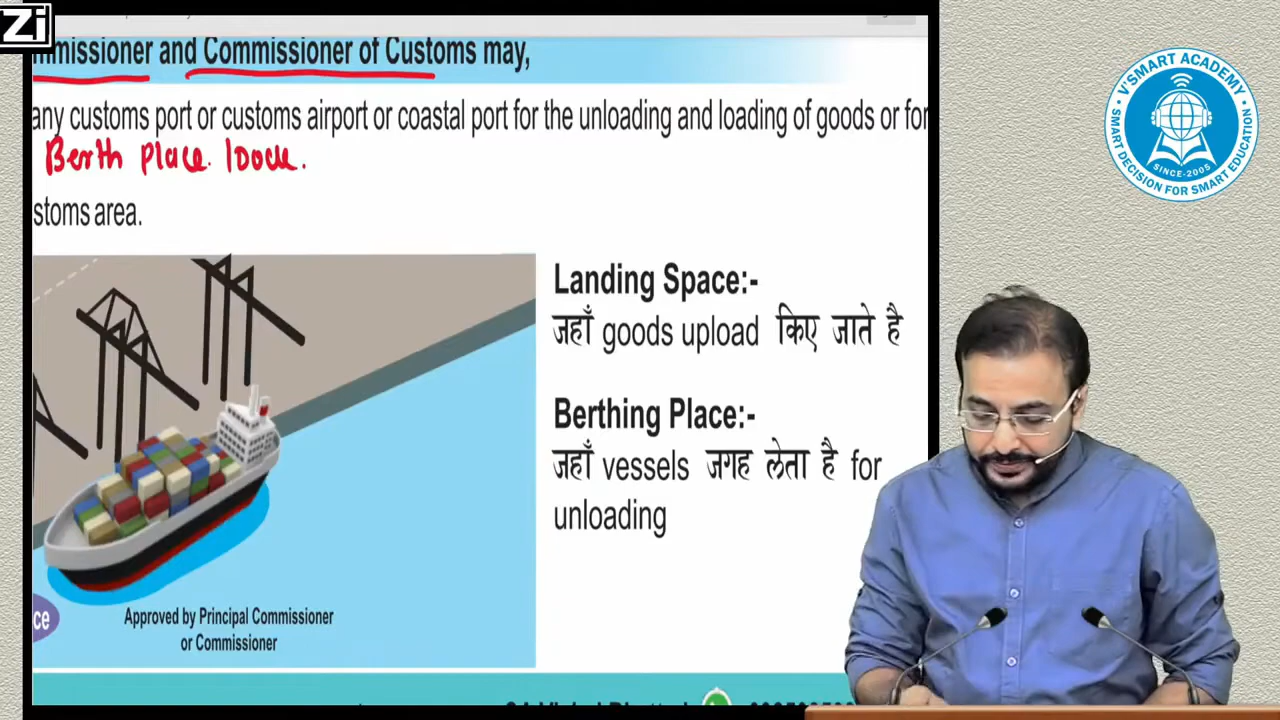 Zi
mmissioner and Commissioner of Customs may,
any customs port or customs airport or coastal port for the unloading and loading of goods or for
Berth place. Dock.
stoms area.
Landing Space:-
जहाँ goods upload किए जाते है
Berthing Place:-
जहाँ vessels जगह लेता है for
unloading
ce
Approved by Principal Commissioner
or Commissioner
V'SMART ACADEMY
SINCE-2005
SMART DECISION FOR SMART EDUCATION